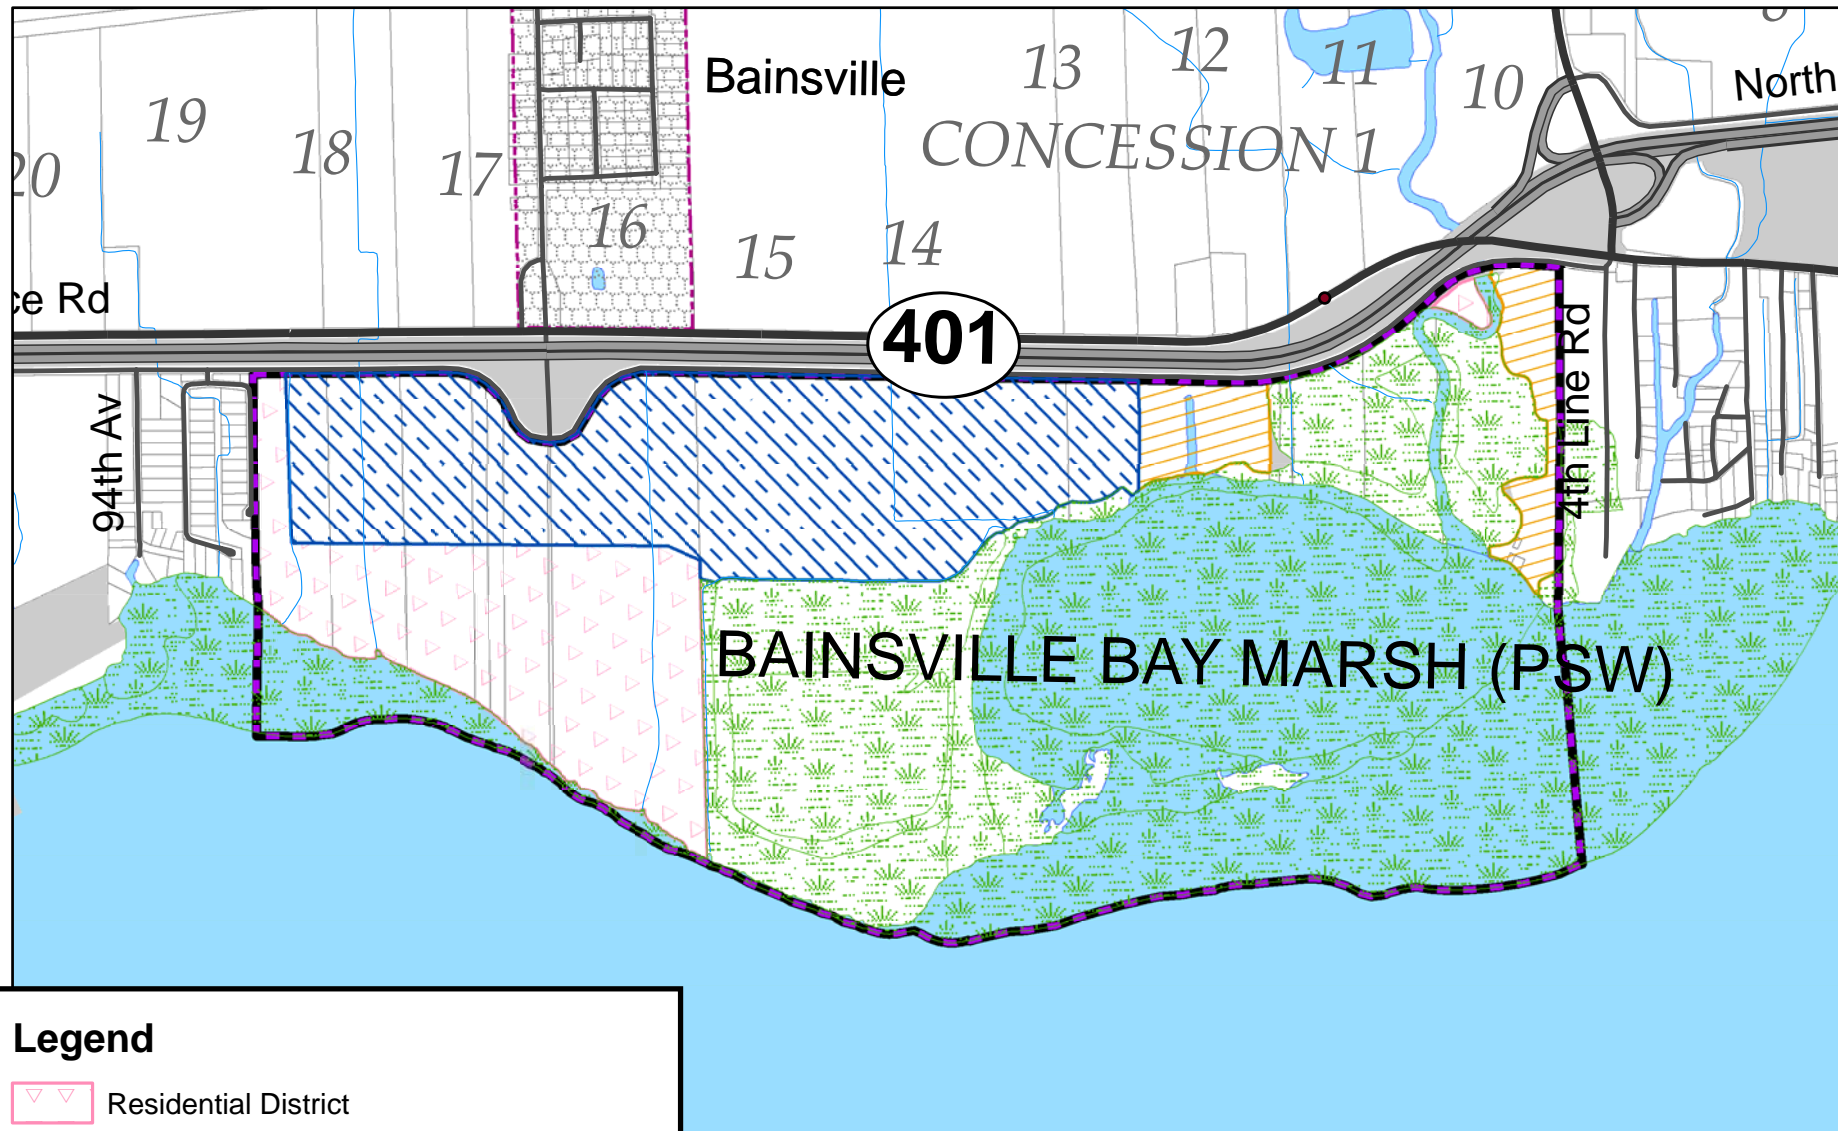 8
12
11
13
10
Bainsville
North
19
CONCESSION 1
18
17
20
16
15
14
ce Rd
401
94th Av
4th Line Rd
BAINSVILLE BAY MARSH (PSW)
Legend
Residential District